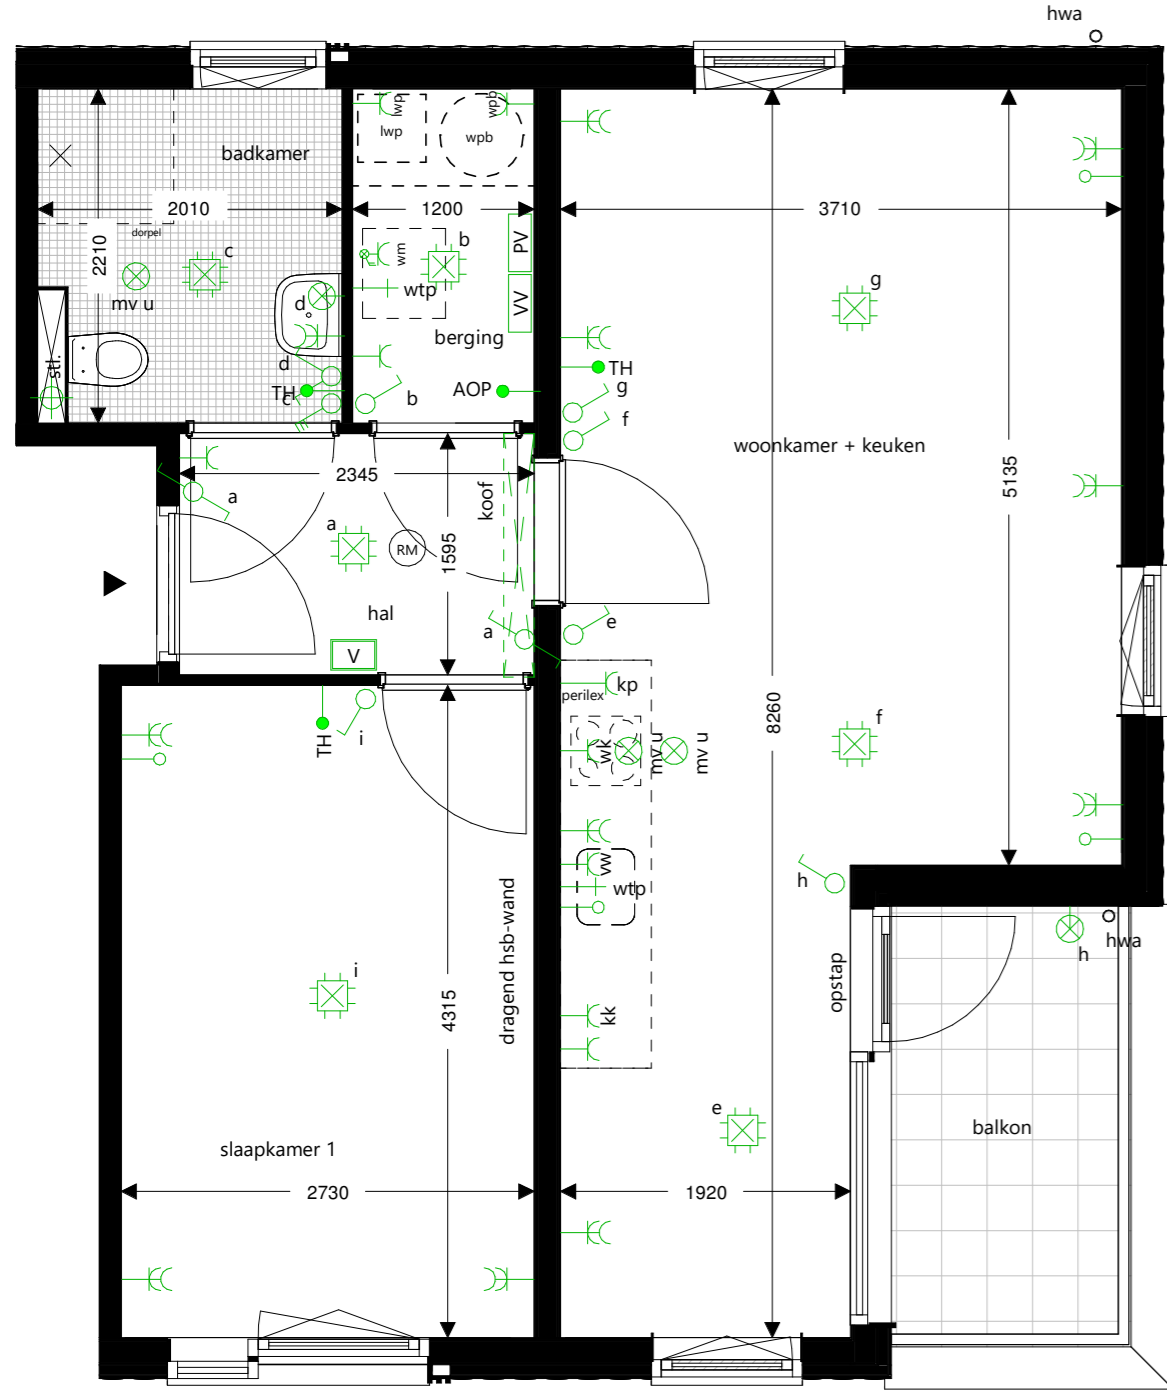 hwa
lwp
wpb
lwp
wpb
badkamer
2010
1200
3710
dorpel
2210
c
b
PV
wm
mv u
d
wtp
VV
g
berging
stl.
d
TH
c
b
AOP
TH
g
f
woonkamer + keuken
5135
2345
koof
a
a
RM
1595
hal
a
e
V
kp
perilex
TH
i
wk
mv u
mv u
8260
f
vw
wtp
h
dragend hsb-wand
hwa
h
opstap
i
4315
kk
e
balkon
slaapkamer 1
2730
1920